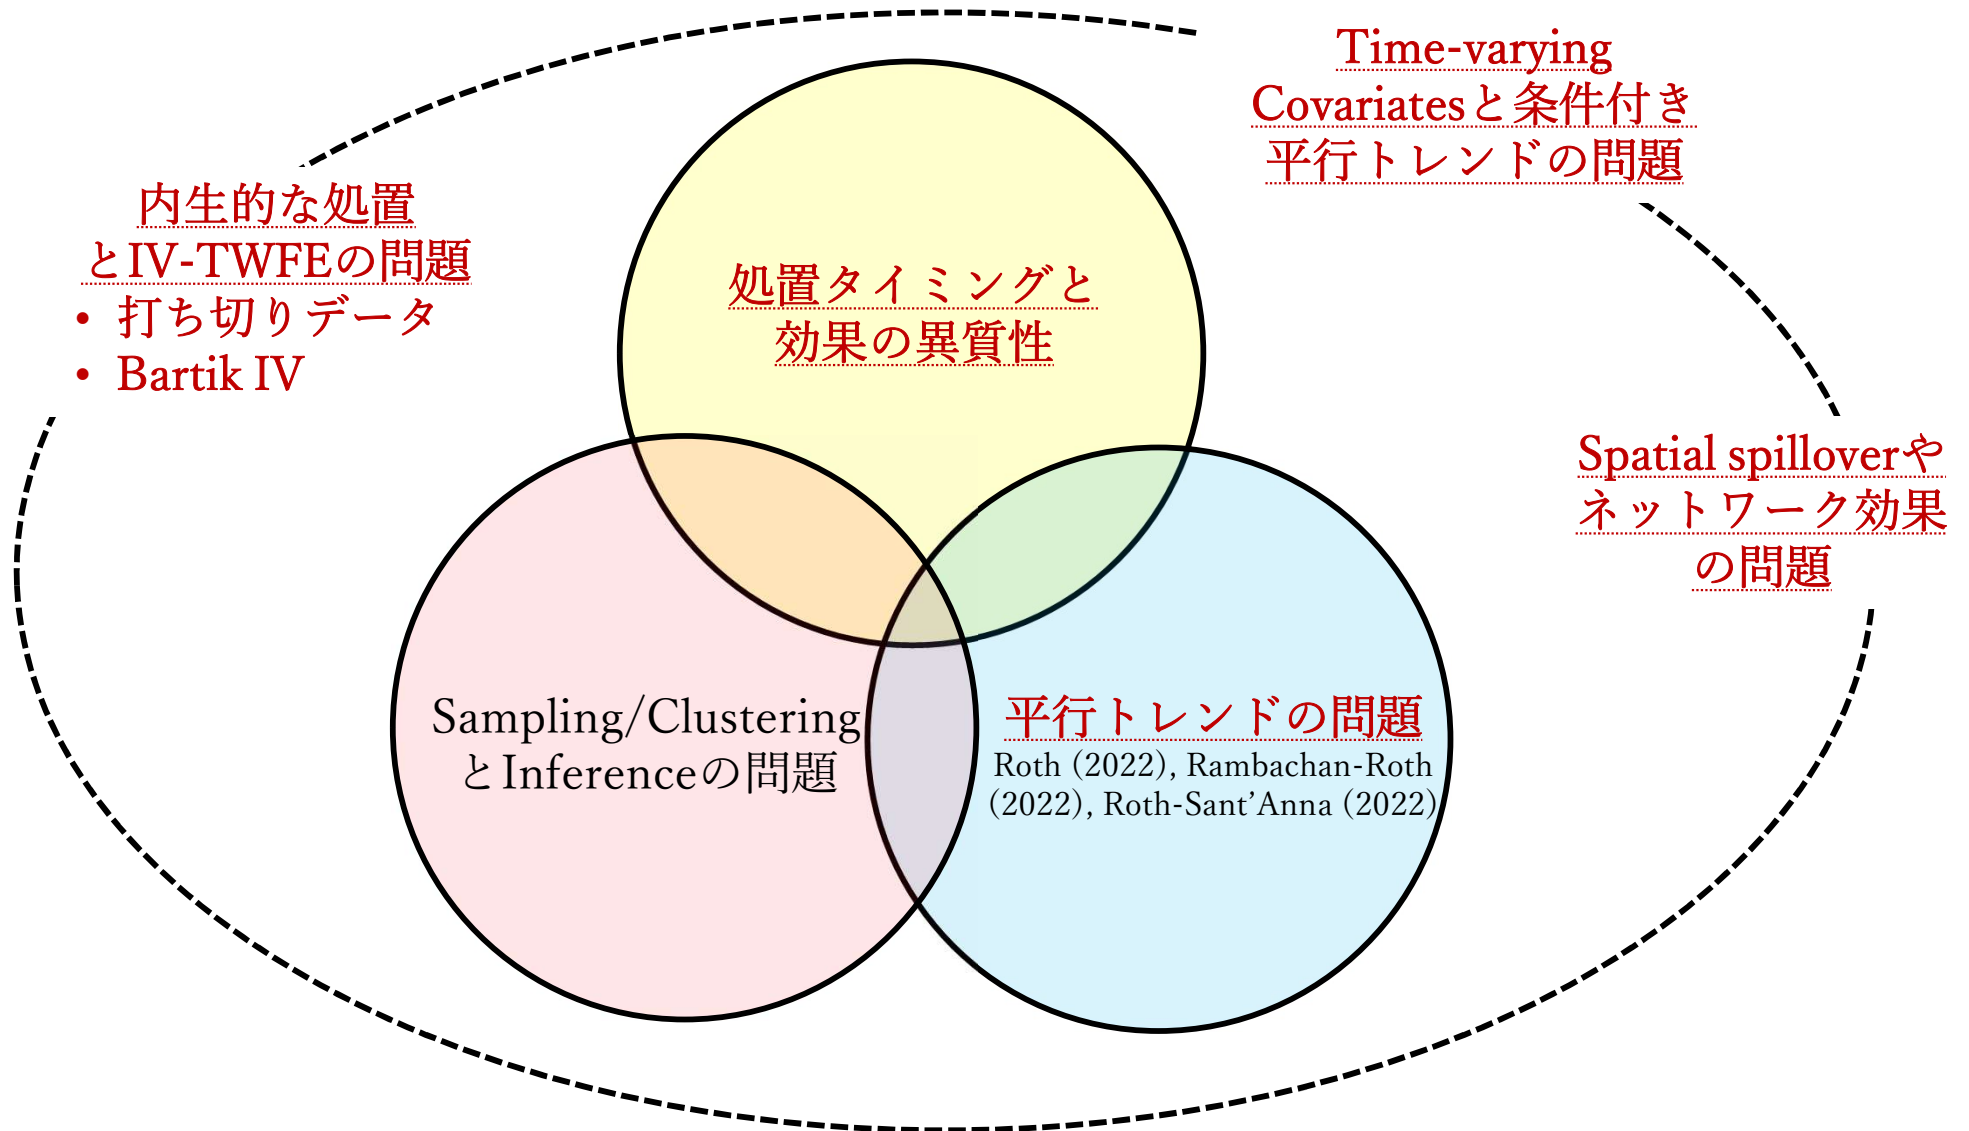 Time-varying
Covariatesと条件付き
平行トレンドの問題
内生的な処置
とIV-TWFEの問題
• 打ち切りデータ
• Bartik IV
処置タイミングと
効果の異質性
Spatial spilloverや
ネットワーク効果
の問題
Sampling/Clustering
とInferenceの問題
平行トレンドの問題
Roth (2022), Rambachan-Roth
(2022), Roth-Sant’Anna (2022)